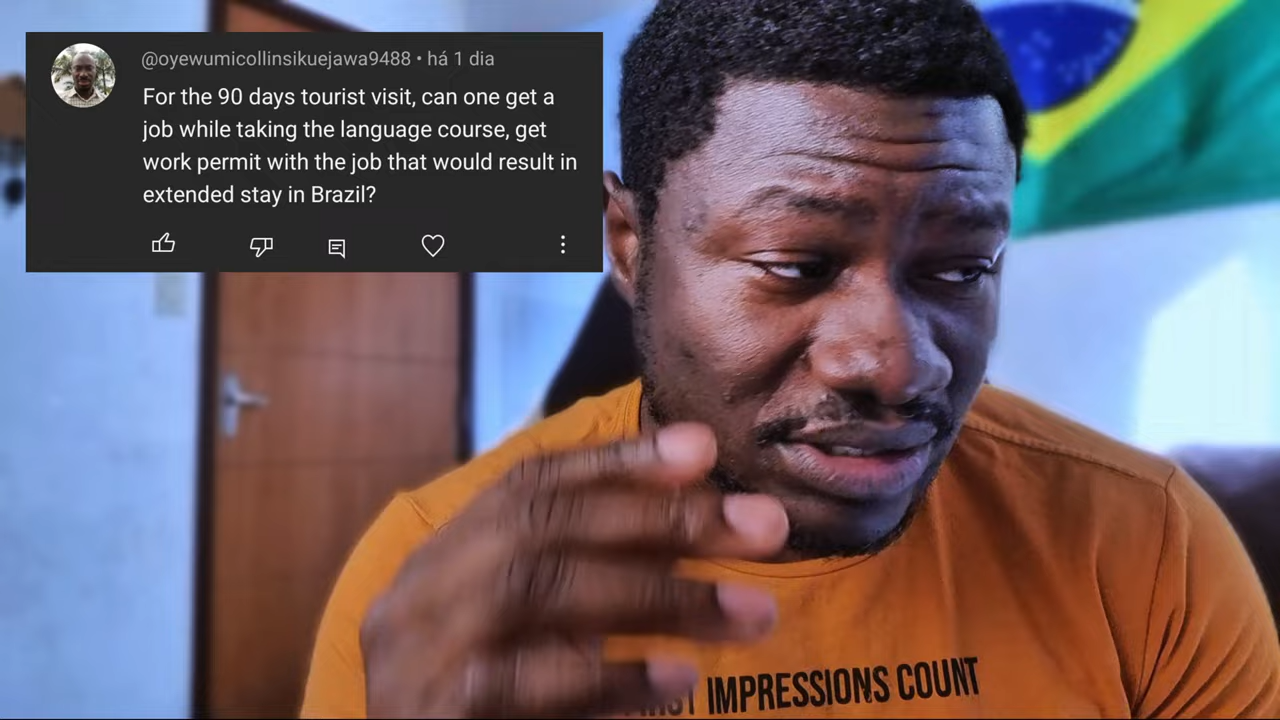 @oyewumicollinsikuejawa9488 • há 1 dia
For the 90 days tourist visit, can one get a
job while taking the language course, get
work permit with the job that would result in
extended stay in Brazil?
IMPRESSIONS COUNT